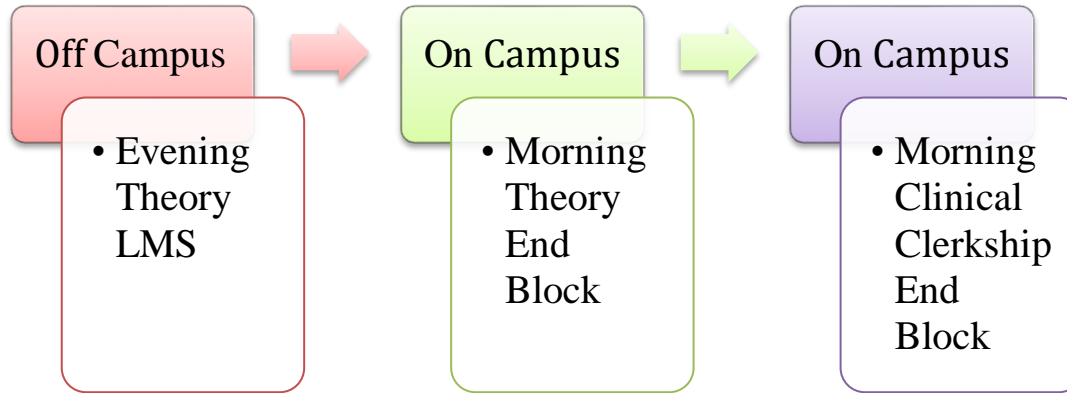 Off Campus
• Evening
Theory
LMS
On Campus
• Morning
Theory
End
Block
On Campus
• Morning
Clinical
Clerkship
End
Block